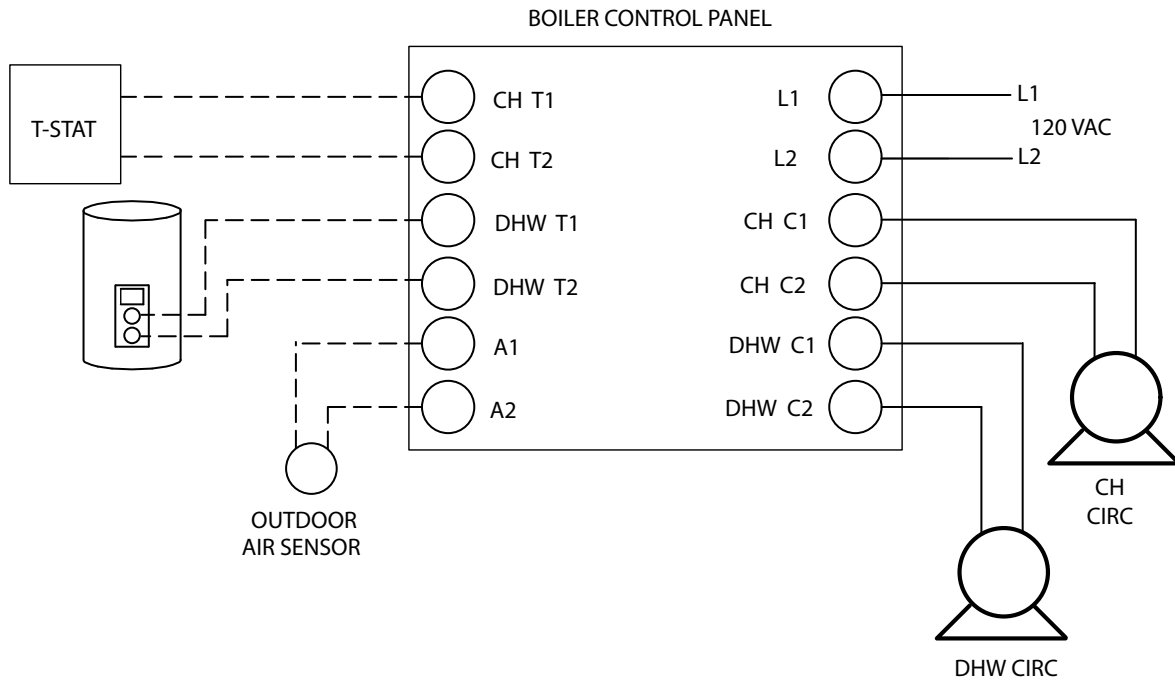 BOILER CONTROL PANEL
T-STAT
CH T1
CH T2
DHW T1
DHW T2
A1
A2
L1
L2
CH C1
CH C2
DHW C1
DHW C2
L1
120 VAC
L2
OUTDOOR
AIR SENSOR
CH
CIRC
DHW CIRC